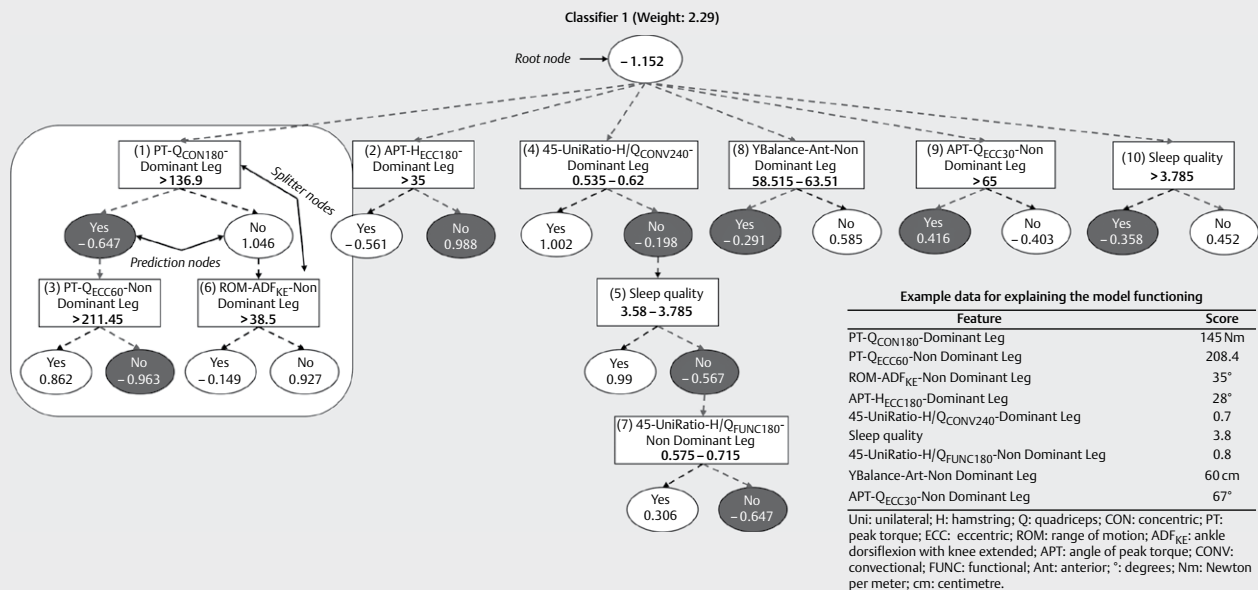 Classifier 1 (Weight: 2.29)
Root node
– 1.152
(1) PT-QCON180-
Dominant Leg
>136.9
Splitter nodes
Yes
– 0.647
No
1.046
Prediction nodes
(3) PT-QECC60-Non
Dominant Leg
>211.45
Yes
0.862
No
– 0.963
(6) ROM-ADFKE-Non
Dominant Leg
>38.5
Yes
-0.149
No
0.927
(2) APT-HECC180-
Dominant Leg
>35
Yes
-0.561
No
0.988
(4) 45-UniRatio-H/QCONV240-
Dominant Leg
0.535 – 0.62
Yes
1.002
No
– 0.198
(5) Sleep quality
3.58 – 3.785
Yes
0.99
No
– 0.567
(7) 45-UniRatio-H/QFUNC180-
Non Dominant Leg
0.575 – 0.715
Yes
0.306
No
– 0.647
(8) YBalance-Ant-Non
Dominant Leg
58.515 – 63.51
Yes
– 0.291
No
0.585
(9) APT-QECC30-Non
Dominant Leg
>65
Yes
0.416
No
– 0.403
(10) Sleep quality
>3.785
Yes
– 0.358
No
0.452
Example data for explaining the model functioning
Feature Score
PT-QCON180-Dominant Leg 145 Nm
PT-QECC60-Non Dominant Leg 208.4
ROM-ADFKE-Non Dominant Leg 35°
APT-HECC180-Dominant Leg 28°
45-UniRatio-H/QCONV240-Dominant Leg 0.7
Sleep quality 3.8
45-UniRatio-H/QFUNC180-Non Dominant Leg 0.8
YBalance-Art-Non Dominant Leg 60 cm
APT-QECC30-Non Dominant Leg 67°
Uni: unilateral; H: hamstring; Q: quadriceps; CON: concentric; PT:
peak torque; ECC: eccentric; ROM: range of motion; ADFKE: ankle
dorsiflexion with knee extended; APT: angle of peak torque; CONV:
convectional; FUNC: functional; Ant: anterior; °: degrees; Nm: Newton
per meter; cm: centimetre.